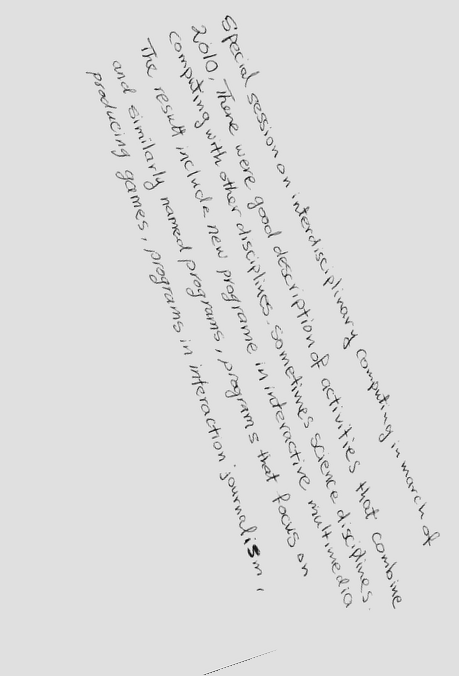 Special session on interdisciplinary computing in march of
2010, There were good description of activities that combine
computing with other disciplines. sometimes science disciplines.
The result include new programe in interactive multimedia
and similarly named programs, programs that focus on
producing games, programs in interaction journalism,